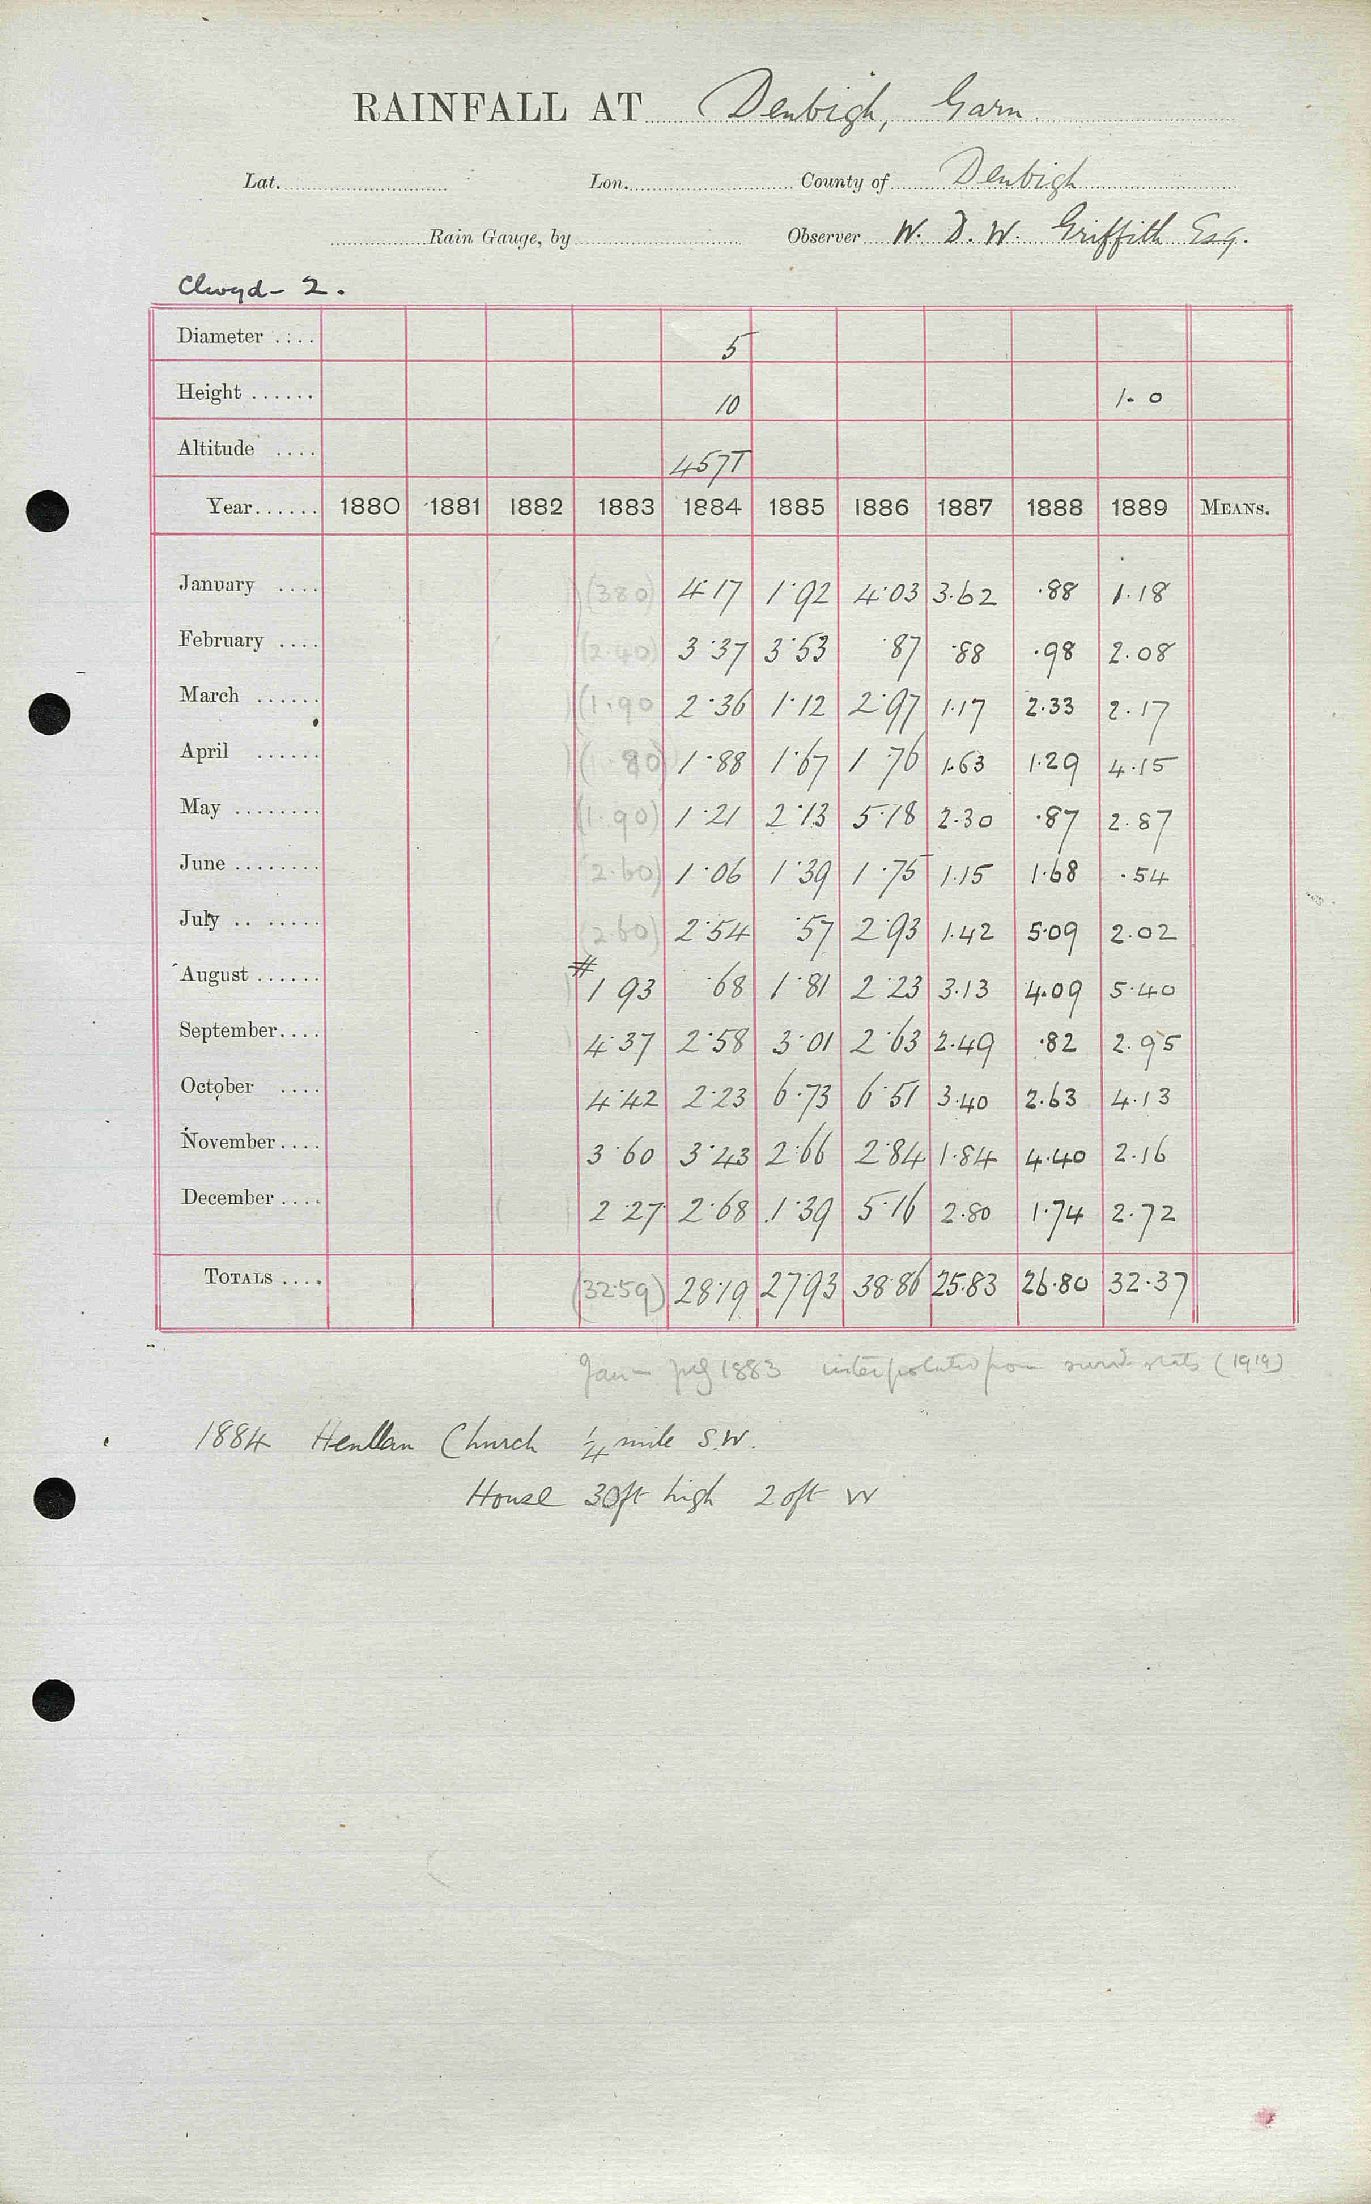 RAINFALL AT Denbigh, Garn
Lat. Lon. County of Denbigh
Rain Gauge, by Observer W. D. W. Griffith Esq.
Clwyd - 2.
Diameter .... 5
Height ...... 10 1. 0
Altitude .... 457T
Year...... 1880 1881 1882 1883 1884 1885 1886 1887 1888 1889 MEANS.
January .... (3.80) 4.17 1.92 4.03 3.62 .88 1.18
February .... (2.40) 3.37 3.53 .87 .88 .98 2.08
March ...... (1.90 2.36 1.12 2.97 1.17 2.33 2.17
April ...... (1.80) 1.88 1.67 1.76 1.63 1.29 4.15
May ........ (1.90) 1.21 2.13 5.18 2.30 .87 2.87
June ........ 2.60) 1.06 1.39 1.75 1.15 1.68 .54
July .. ..... (2.60) 2.54 .57 2.93 1.42 5.09 2.02
August ...... # 1.93 .68 1.81 2.23 3.13 4.09 5.40
September.... 4.37 2.58 3.01 2.63 2.49 .82 2.95
October .... 4.42 2.23 6.73 6.51 3.40 2.63 4.13
November.... 3.60 3.43 2.66 2.84 1.84 4.40 2.16
December .... 2.27 2.68 1.39 5.16 2.80 1.74 2.72
TOTALS .... (32.59) 28.19 27.93 38.86 25.83 26.80 32.37
Jan - July 1883 interpolated from (1919)
1884 Henllan Church 1/4 mile S.W.
House 30ft high 20ft W